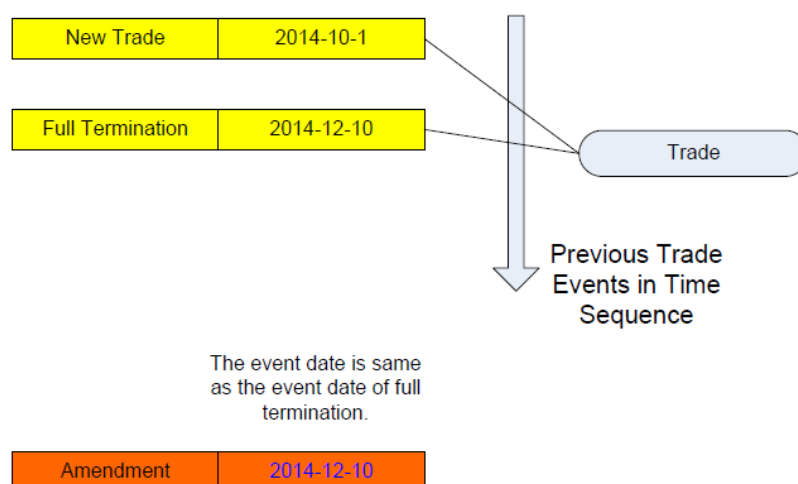 New Trade 2014-10-1
Full Termination 2014-12-10
Trade
Previous Trade
Events in Time
Sequence
The event date is same
as the event date of full
termination.
Amendment 2014-12-10